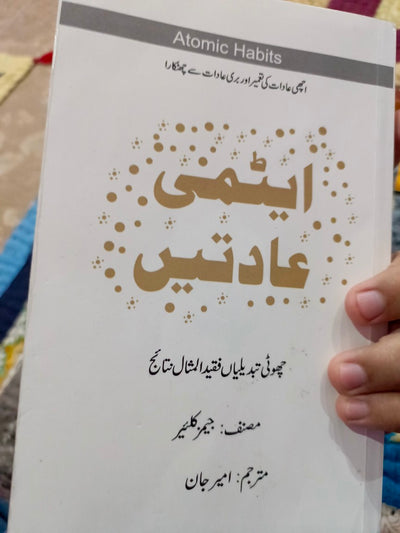 Atomic Habits
اچھی عادات کی تعمیر اور بری عادات سے چھٹکارا
ایٹمی
عادتیں
چھوٹی تبدیلیاں فقید المثال نتائج
مصنف: جیمز کلئیر
مترجم: امیر جان